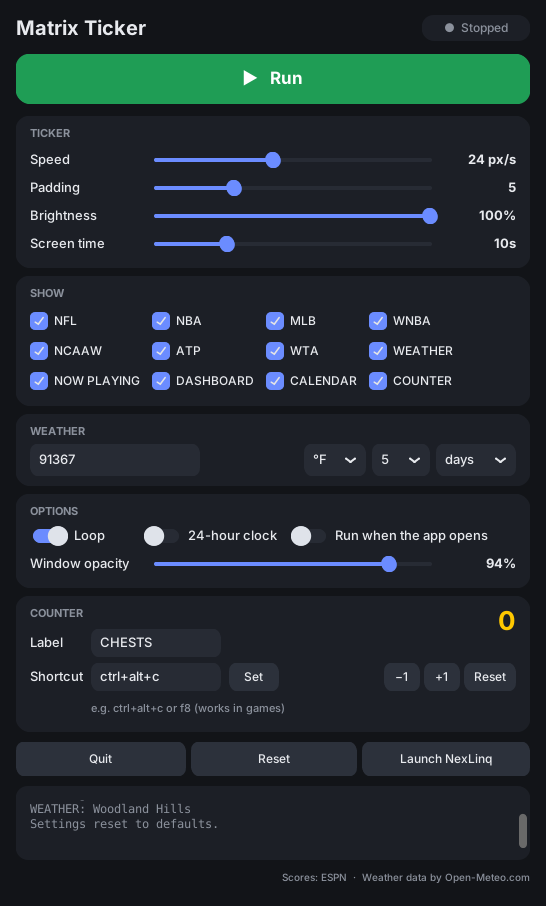 Matrix Ticker
Stopped
Run
TICKER
Speed 24 px/s
Padding 5
Brightness 100%
Screen time 10s
SHOW
NFL NBA MLB WNBA
NCAAW ATP WTA WEATHER
NOW PLAYING DASHBOARD CALENDAR COUNTER
WEATHER
91367 °F 5 days
OPTIONS
Loop 24-hour clock Run when the app opens
Window opacity 94%
COUNTER
0
Label CHESTS
Shortcut ctrl+alt+c Set −1 +1 Reset
e.g. ctrl+alt+c or f8 (works in games)
Quit Reset Launch NexLinq
WEATHER: Woodland Hills
Settings reset to defaults.
Scores: ESPN · Weather data by Open-Meteo.com